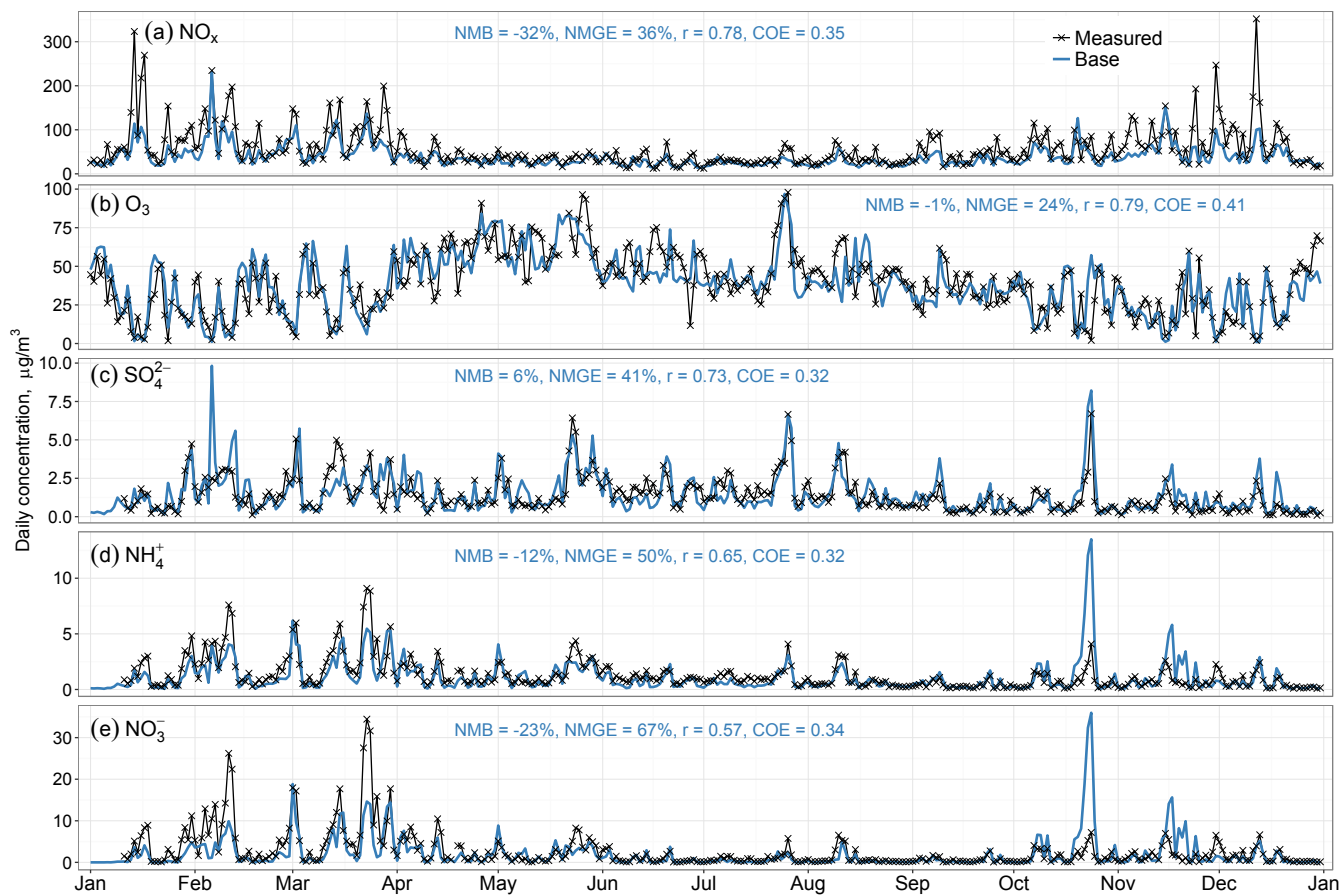 Daily concentration, μg/m³
(a) NOₓ
NMB = -32%, NMGE = 36%, r = 0.78, COE = 0.35
Measured
Base
300
200
100
0
(b) O₃
NMB = -1%, NMGE = 24%, r = 0.79, COE = 0.41
100
75
50
25
0
(c) SO₄²⁻
NMB = 6%, NMGE = 41%, r = 0.73, COE = 0.32
10.0
7.5
5.0
2.5
0.0
(d) NH₄⁺
NMB = -12%, NMGE = 50%, r = 0.65, COE = 0.32
10
5
0
(e) NO₃⁻
NMB = -23%, NMGE = 67%, r = 0.57, COE = 0.34
30
20
10
0
Jan Feb Mar Apr May Jun Jul Aug Sep Oct Nov Dec Jan